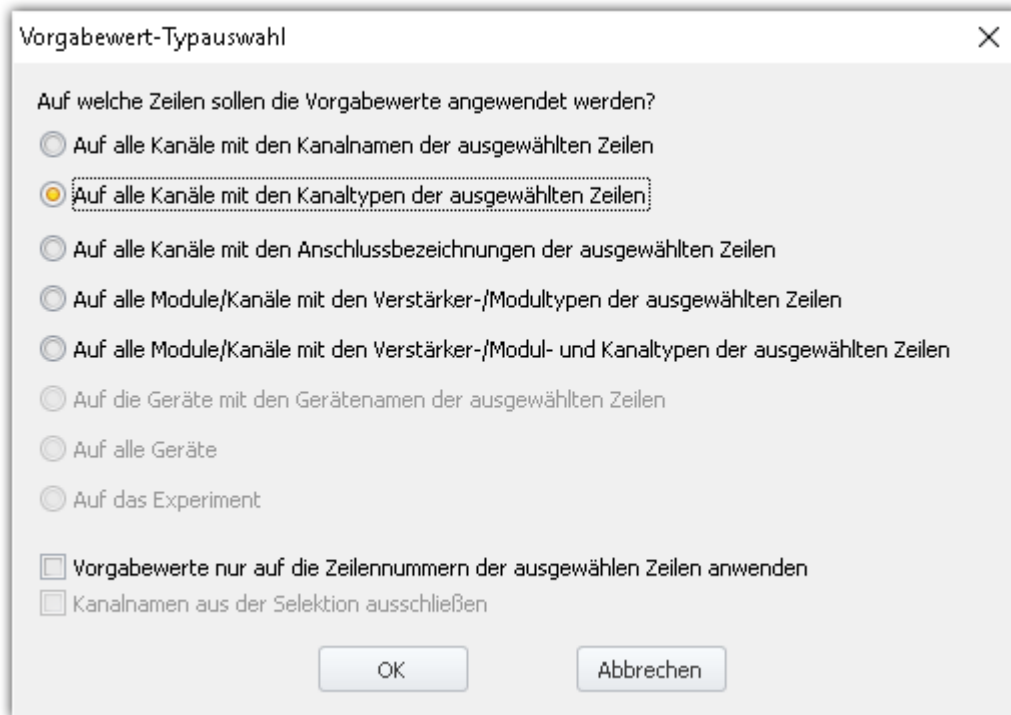 Vorgabewert-Typauswahl
Auf welche Zeilen sollen die Vorgabewerte angewendet werden?
Auf alle Kanäle mit den Kanalnamen der ausgewählten Zeilen
Auf alle Kanäle mit den Kanaltypen der ausgewählten Zeilen
Auf alle Kanäle mit den Anschlussbezeichnungen der ausgewählten Zeilen
Auf alle Module/Kanäle mit den Verstärker-/Modultypen der ausgewählten Zeilen
Auf alle Module/Kanäle mit den Verstärker-/Modul- und Kanaltypen der ausgewählten Zeilen
Auf die Geräte mit den Gerätenamen der ausgewählten Zeilen
Auf alle Geräte
Auf das Experiment
Vorgabewerte nur auf die Zeilennummern der ausgewählen Zeilen anwenden
Kanalnamen aus der Selektion ausschließen
OK
Abbrechen